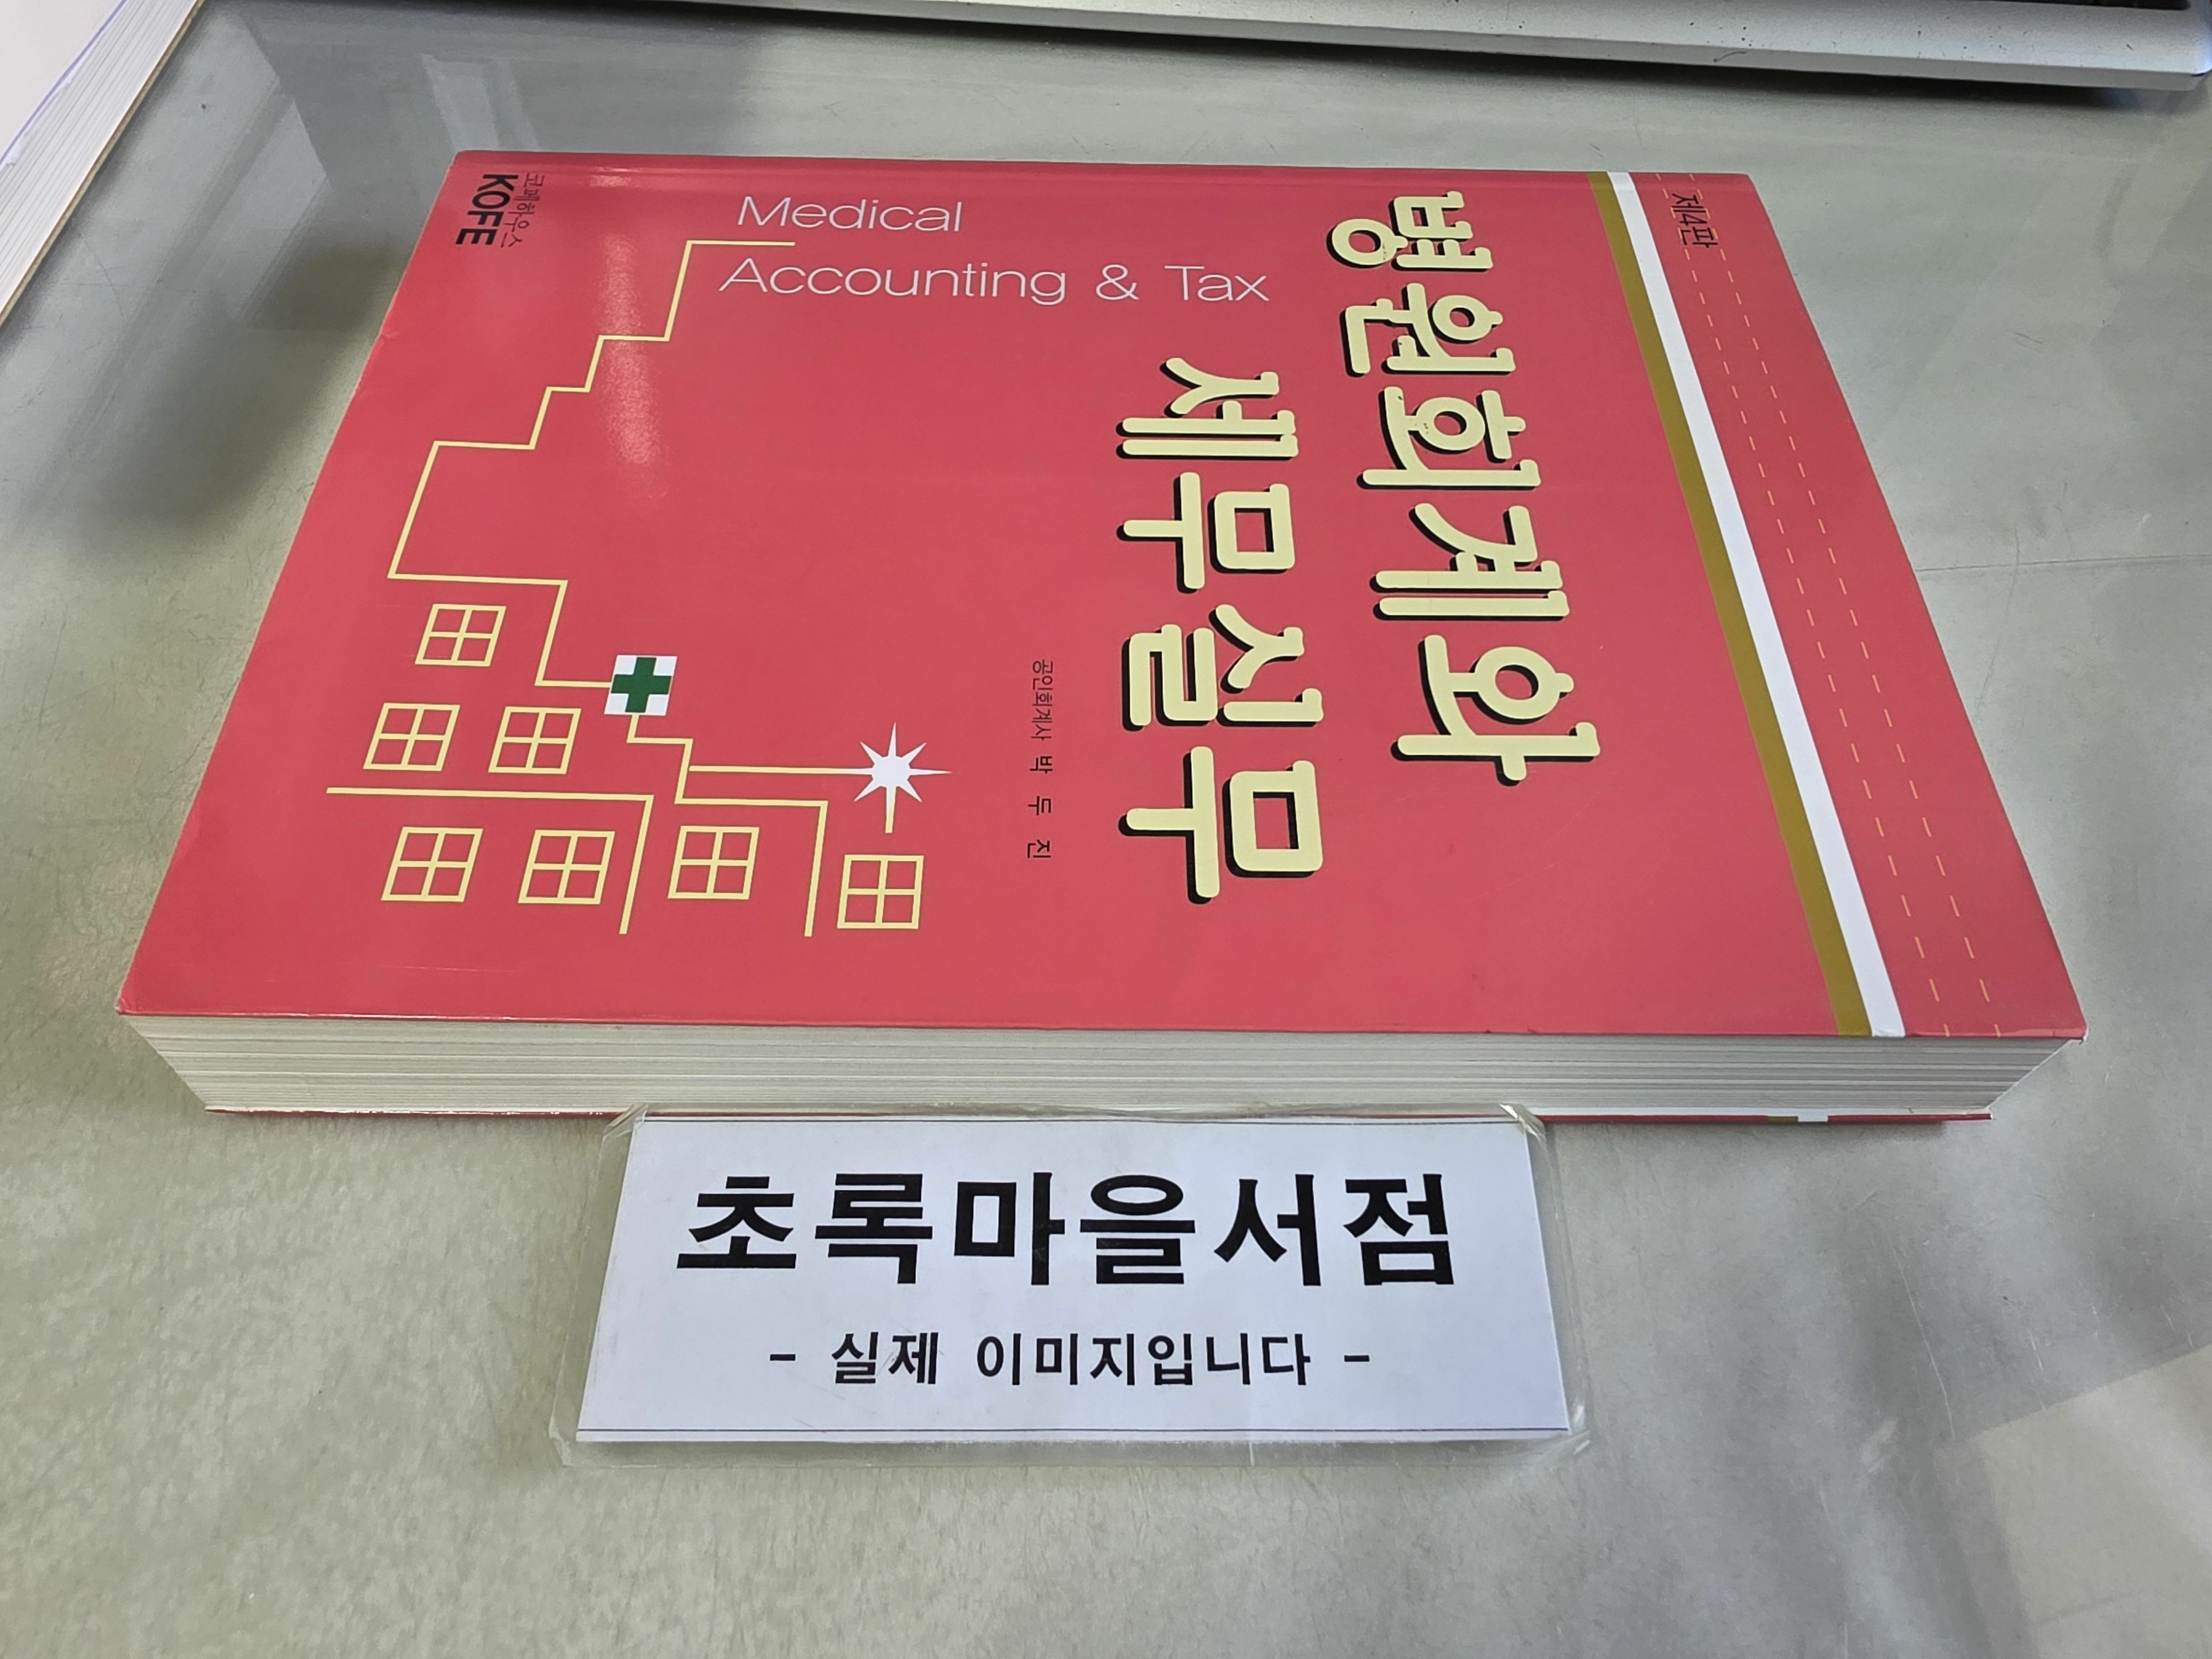 제4판
병원회계와
세무실무
Medical
Accounting & Tax
공인회계사 박 두 진
코페하우스
KOFE
초록마을서점
- 실제 이미지입니다 -